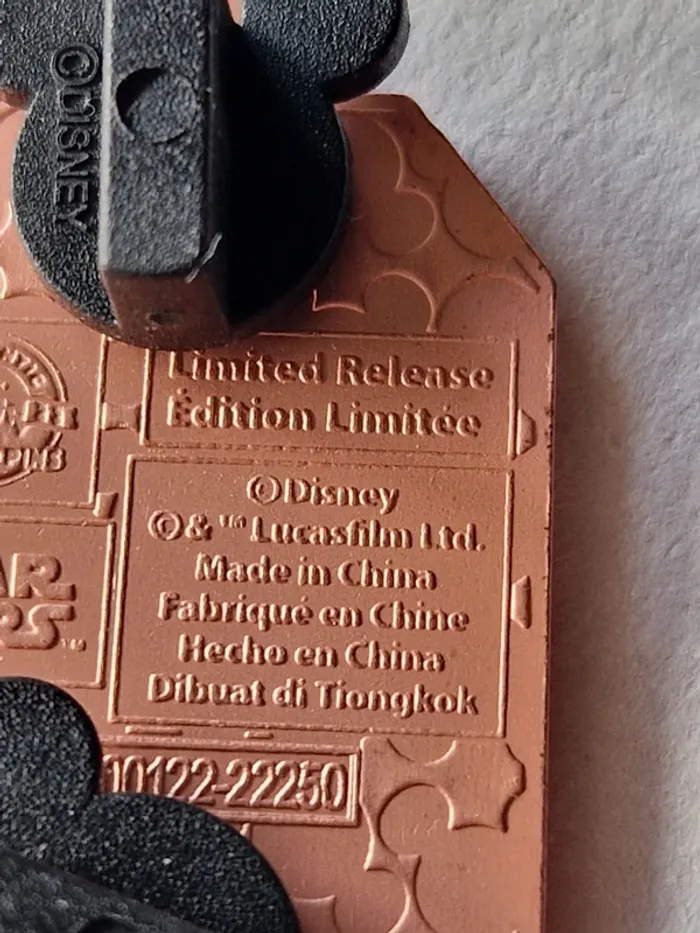 ©DISNEY
Limited Release
Édition Limitée
©Disney
©& ™ Lucasfilm Ltd.
Made in China
Fabriqué en Chine
Hecho en China
Dibuat di Tiongkok
0122-22250